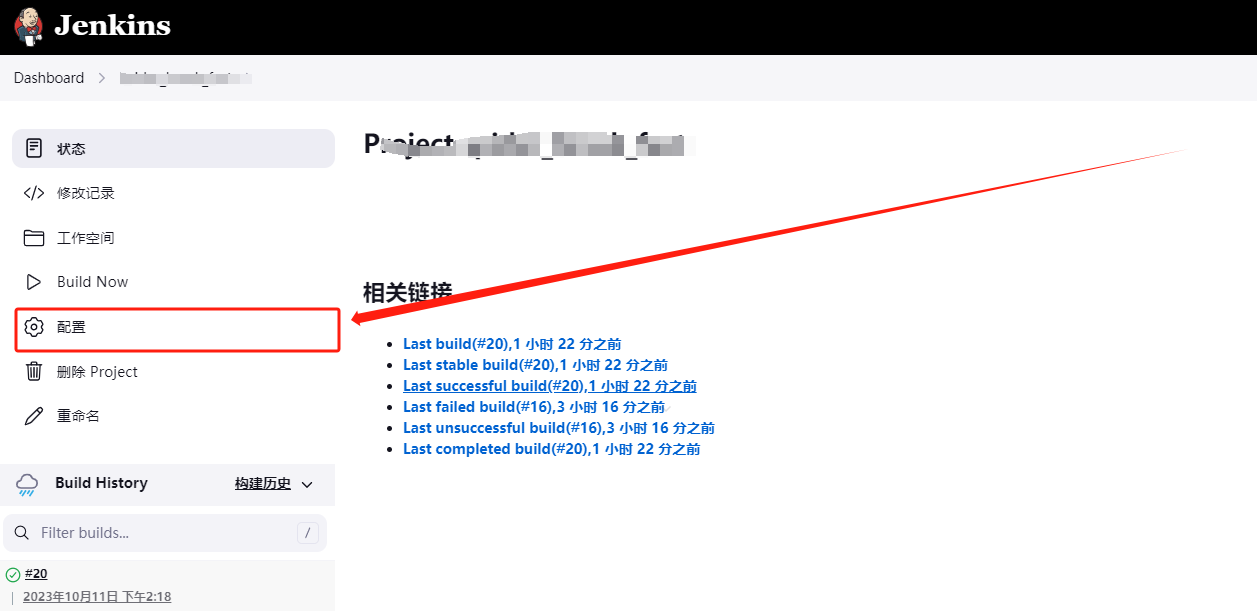 Jenkins
Dashboard
状态
修改记录
工作空间
Build Now
配置
删除 Project
重命名
Build History
构建历史
Filter builds...
/
#20
2023年10月11日 下午2:18
Project
相关链接
Last build(#20),1 小时 22 分之前
Last stable build(#20),1 小时 22 分之前
Last successful build(#20),1 小时 22 分之前
Last failed build(#16),3 小时 16 分之前
Last unsuccessful build(#16),3 小时 16 分之前
Last completed build(#20),1 小时 22 分之前